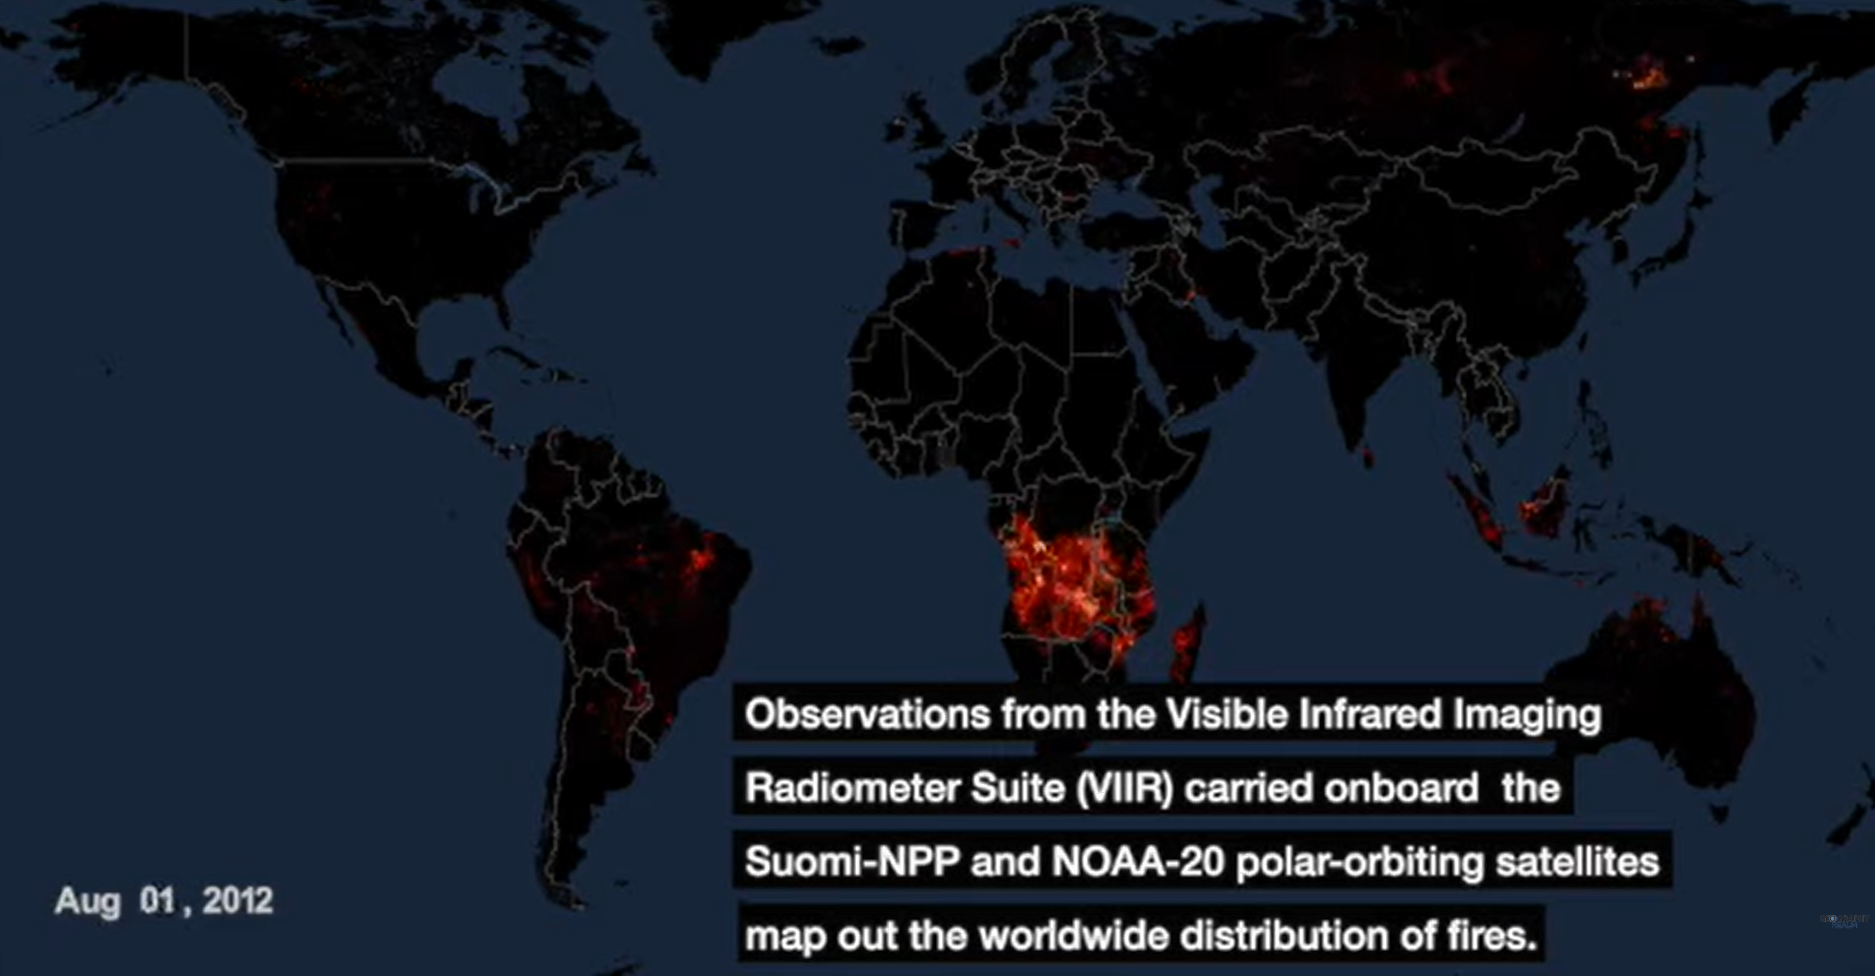 Observations from the Visible Infrared Imaging
Radiometer Suite (VIIR) carried onboard the
Suomi-NPP and NOAA-20 polar-orbiting satellites
map out the worldwide distribution of fires.
Aug 01, 2012